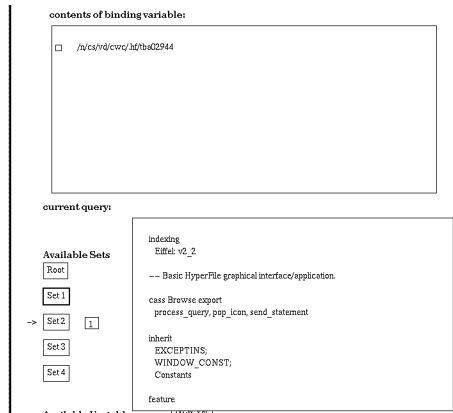 contents of binding variable:
/n/cs/vd/cwc/.hf/tba02944
current query:
indexing
Eiffel: v2_2
Available Sets
Root
-- Basic HyperFile graphical interface/application.
Set 1
cass Browse export
process_query, pop_icon, send_statement
-> Set 2 1
inherit
Set 3
EXCEPTINS;
WINDOW_CONST;
Set 4
Constants
feature